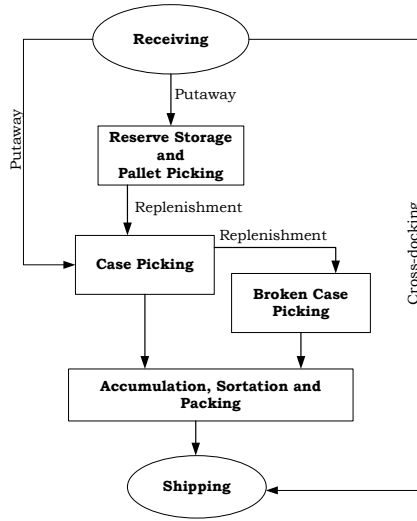 Receiving
Putaway
Putaway
Reserve Storage
and
Pallet Picking
Replenishment
Replenishment
Case Picking
Broken Case
Picking
Cross-docking
Accumulation, Sortation and
Packing
Shipping